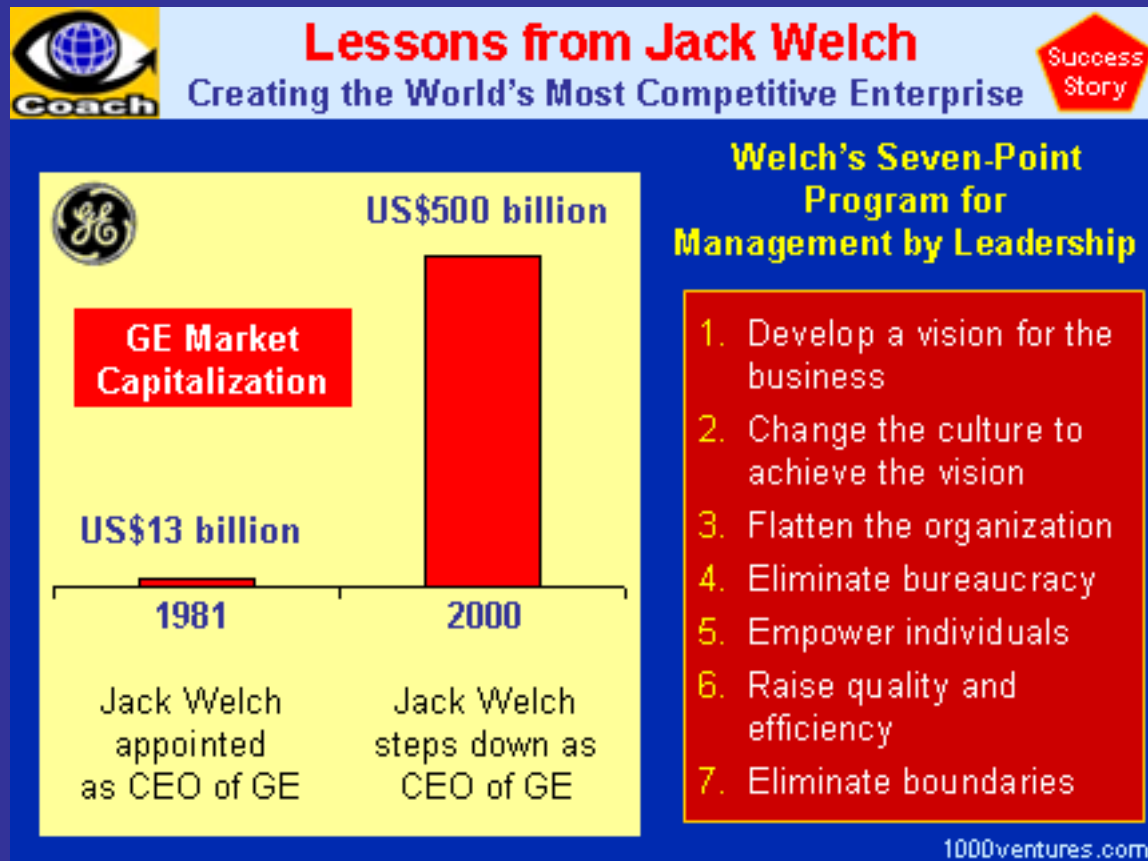 Lessons from Jack Welch
Creating the World's Most Competitive Enterprise
Coach
Success
Story
GE
US$500 billion
GE Market
Capitalization
US$13 billion
1981
2000
Jack Welch
appointed
as CEO of GE
Jack Welch
steps down as
CEO of GE
Welch's Seven-Point
Program for
Management by Leadership
1. Develop a vision for the
business
2. Change the culture to
achieve the vision
3. Flatten the organization
4. Eliminate bureaucracy
5. Empower individuals
6. Raise quality and
efficiency
7. Eliminate boundaries
1000ventures.com